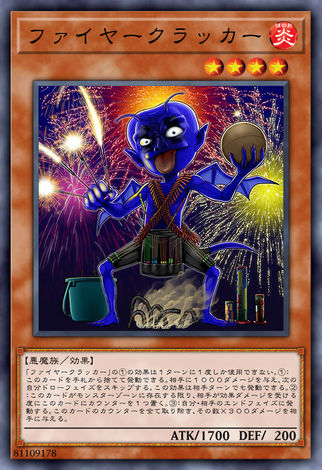 ファイヤークラッカー
ほのお
炎
【悪魔族/効果】
「ファイヤークラッカー」の①の効果は１ターンに１度しか使用できない。①：
このカードを手札から捨てて発動できる。相手に１０００ダメージを与え、次の
自分ドローフェイズをスキップする。この効果は相手ターンでも発動できる。②
：このカードがモンスターゾーンに存在する限り、相手が効果ダメージを受ける
度にこのカードにカウンターを１つ置く。③：自分・相手のエンドフェイズに発
動する。このカードのカウンターを全て取り除き、その数×３００ダメージを相
手に与える。
ATK/1700 DEF/ 200
81109178